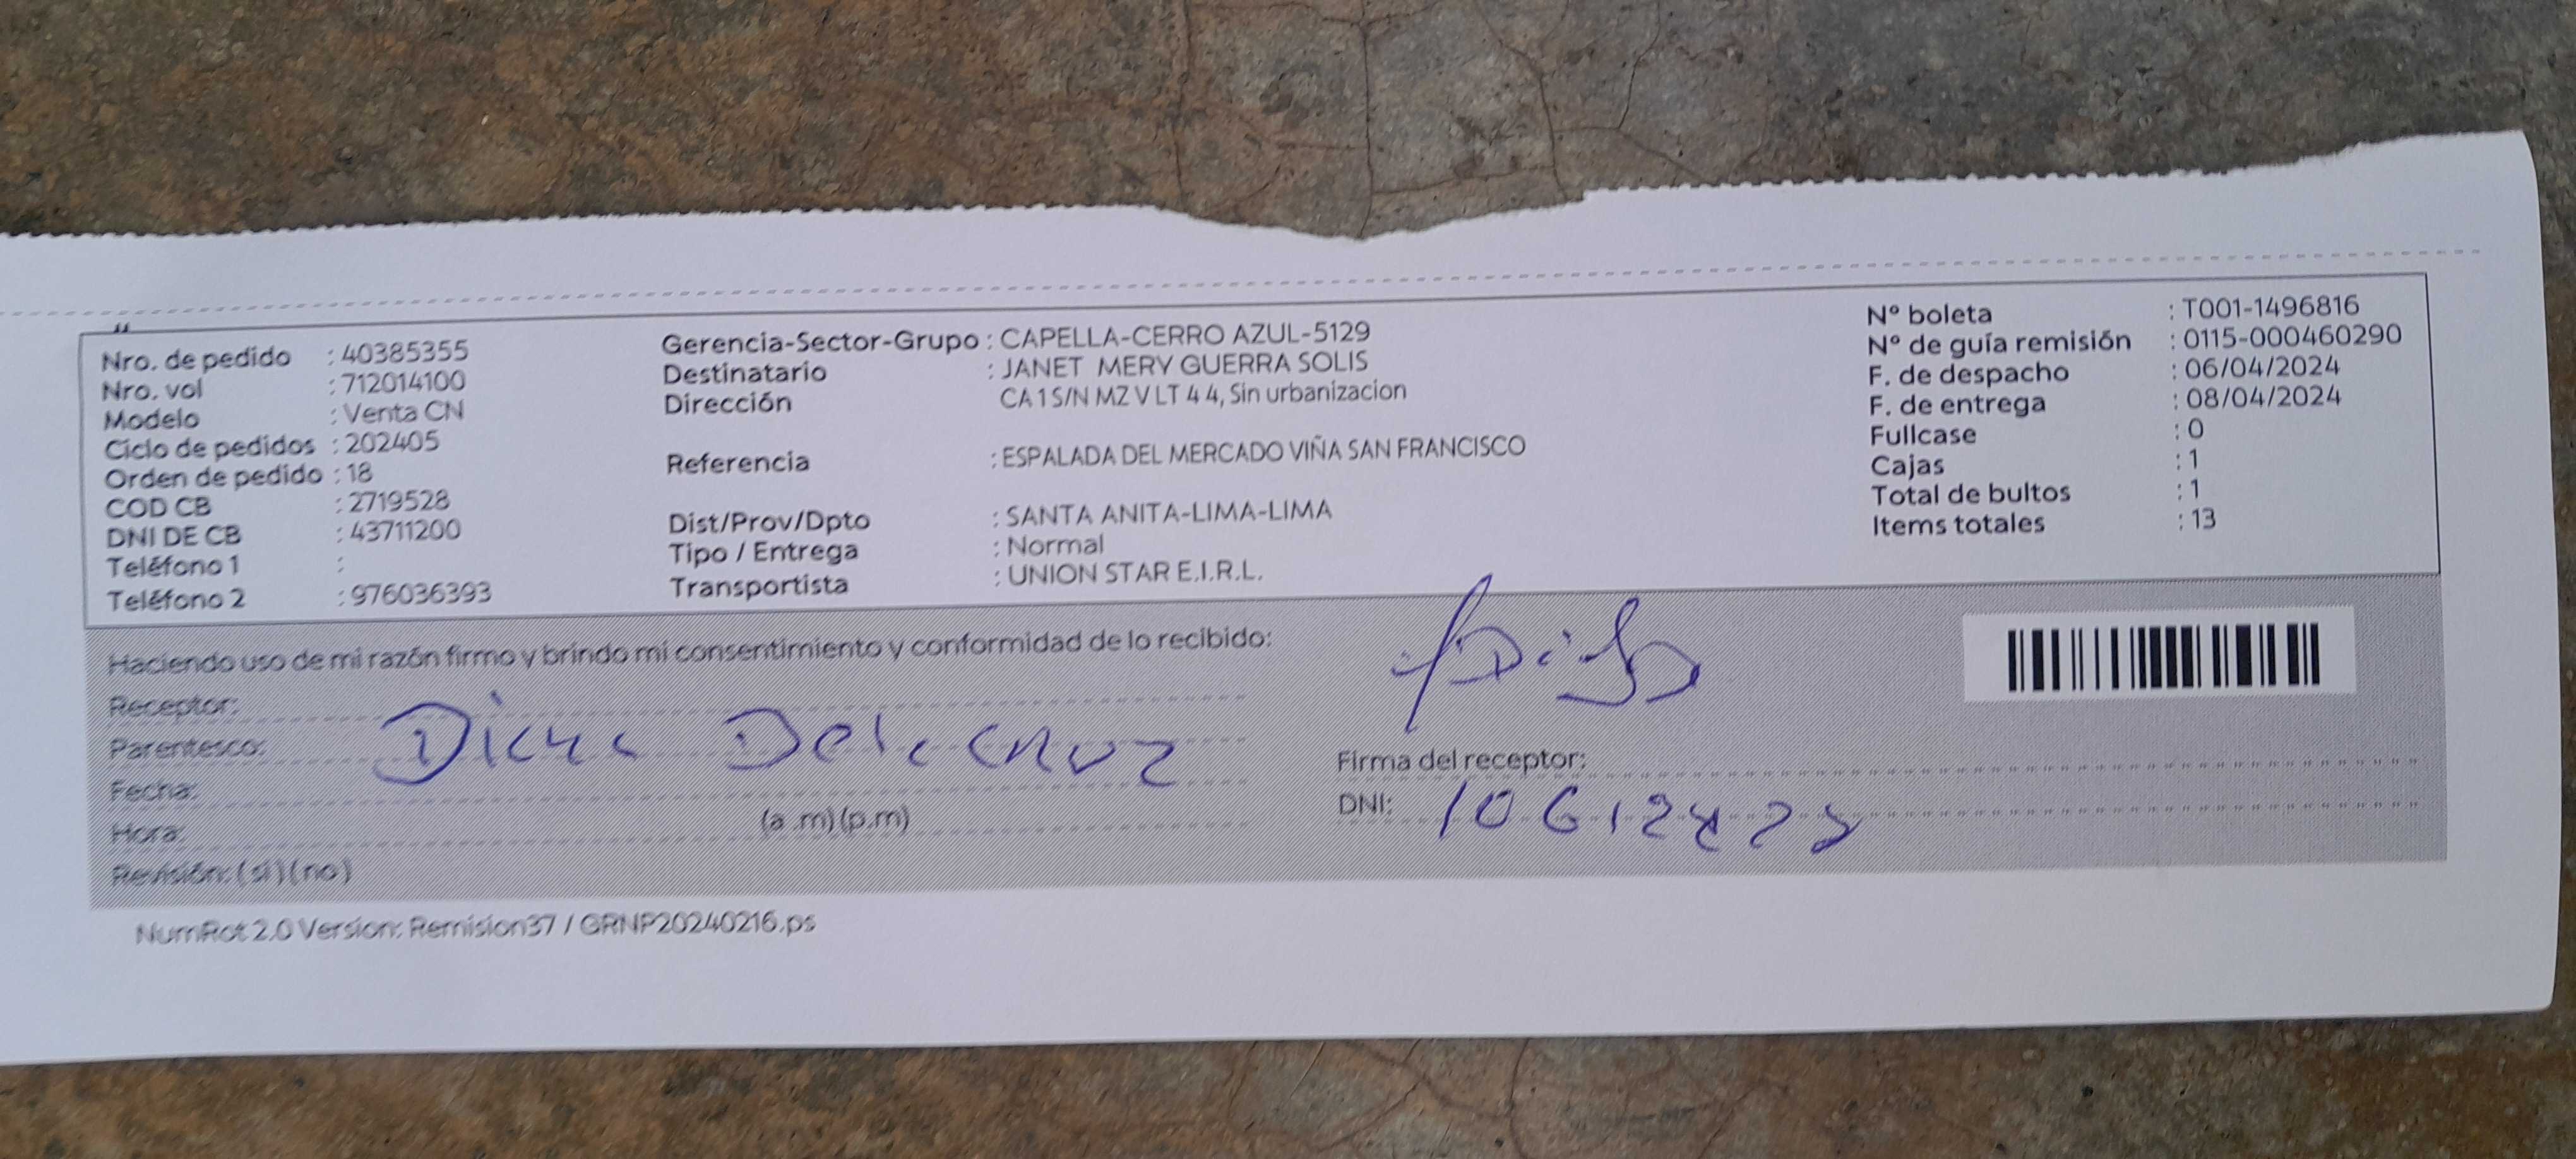 Nro. de pedido : 40385355
Nro. vol : 712014100
Modelo : Venta CN
Ciclo de pedidos : 202405
Orden de pedido : 18
COD CB : 2719528
DNI DE CB : 43711200
Teléfono 1 :
Teléfono 2 : 976036393
Gerencia-Sector-Grupo : CAPELLA-CERRO AZUL-5129
Destinatario : JANET MERY GUERRA SOLIS
Dirección CA 1 S/N MZ V LT 4 4, Sin urbanizacion
Referencia : ESPALADA DEL MERCADO VIÑA SAN FRANCISCO
Dist/Prov/Dpto : SANTA ANITA-LIMA-LIMA
Tipo / Entrega : Normal
Transportista : UNION STAR E.I.R.L.
Nº boleta : T001-1496816
Nº de guía remisión : 0115-000460290
F. de despacho : 06/04/2024
F. de entrega : 08/04/2024
Fullcase : 0
Cajas : 1
Total de bultos : 1
Items totales : 13
Haciendo uso de mi razón firmo y brindo mi consentimiento y conformidad de lo recibido:
Receptor:
Parentesco:
Fecha:
Hora: (a .m) (p.m)
Revisión: ( si ) ( no )
Firma del receptor:
DNI:
NumRot 2.0 Version: Remision37 / GRNP20240216.ps